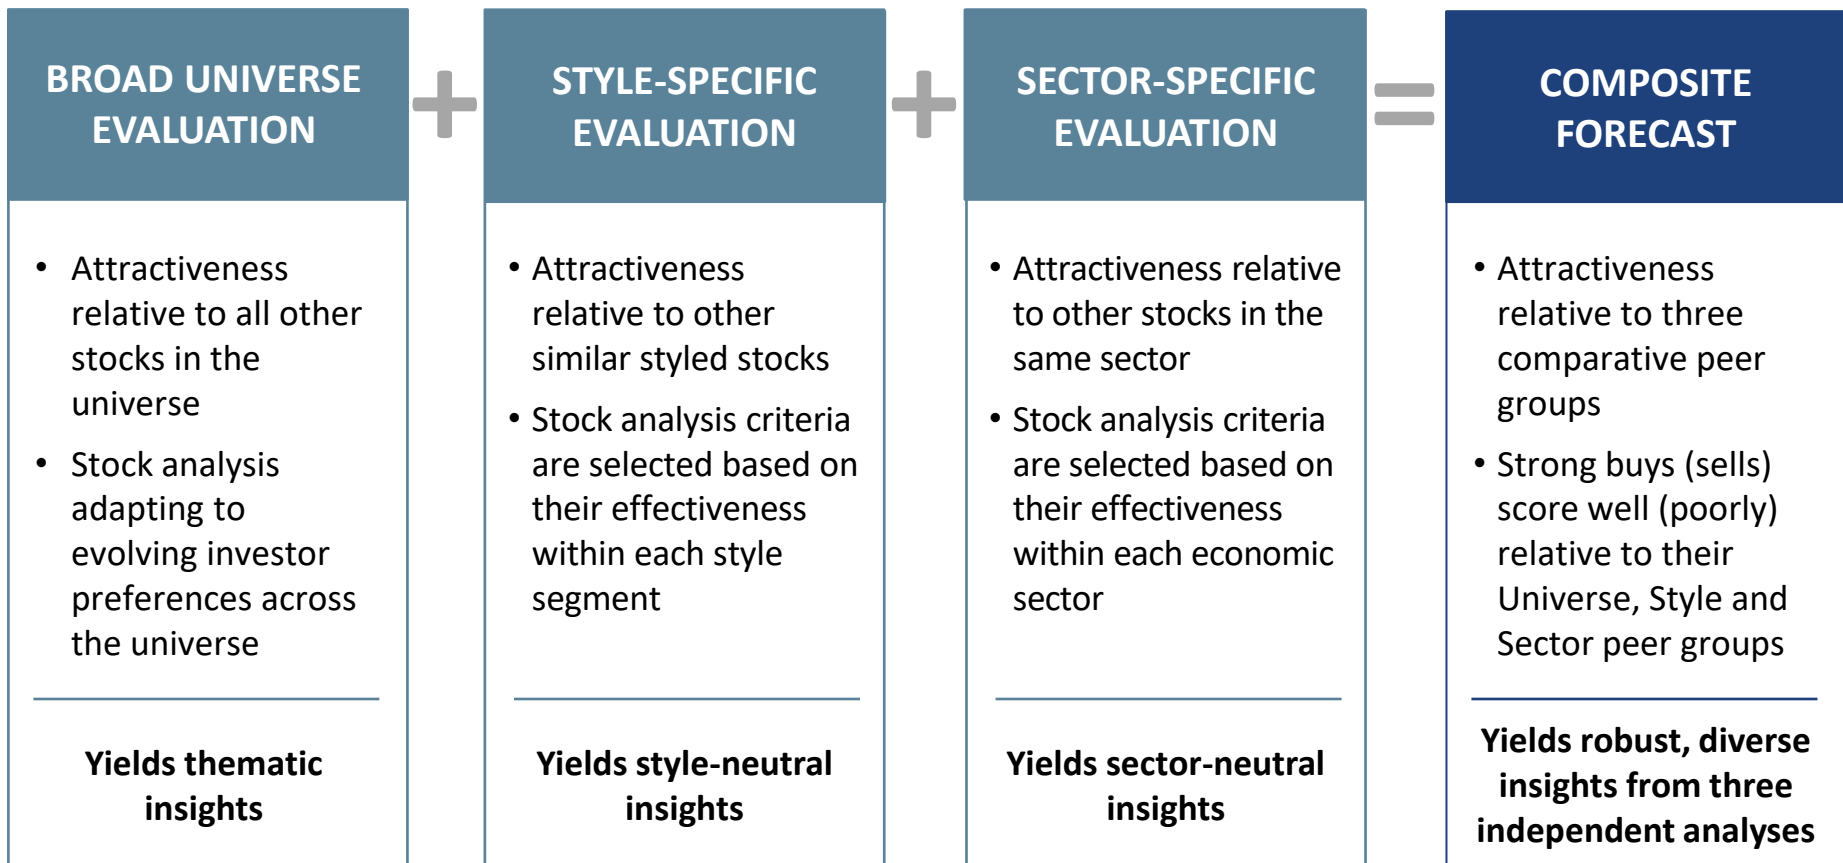 BROAD UNIVERSE
EVALUATION
+
STYLE-SPECIFIC
EVALUATION
+
SECTOR-SPECIFIC
EVALUATION
=
COMPOSITE
FORECAST
• Attractiveness
relative to all other
stocks in the
universe
• Stock analysis
adapting to
evolving investor
preferences across
the universe
Yields thematic
insights
• Attractiveness
relative to other
similar styled stocks
• Stock analysis criteria
are selected based on
their effectiveness
within each style
segment
Yields style-neutral
insights
• Attractiveness relative
to other stocks in the
same sector
• Stock analysis criteria
are selected based on
their effectiveness
within each economic
sector
Yields sector-neutral
insights
• Attractiveness
relative to three
comparative peer
groups
• Strong buys (sells)
score well (poorly)
relative to their
Universe, Style and
Sector peer groups
Yields robust, diverse
insights from three
independent analyses